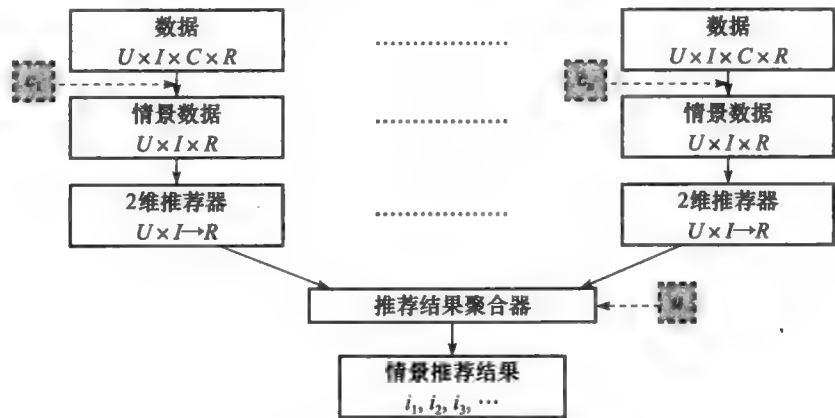 数据
U×I×C×R
数据
U×I×C×R
c₁
情景数据
U×I×R
情景数据
U×I×R
2维推荐器
U×I→R
2维推荐器
U×I→R
推荐结果聚合器
情景推荐结果
i₁, i₂, i₃, …